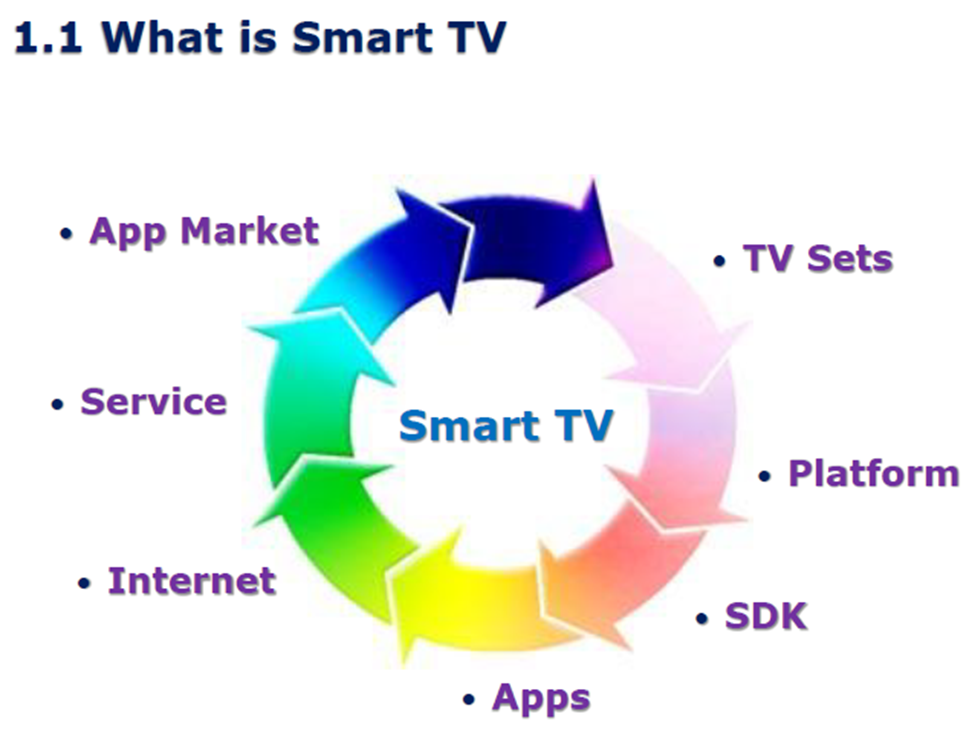 1.1 What is Smart TV
• App Market
• TV Sets
• Service
Smart TV
• Platform
• Internet
• SDK
• Apps